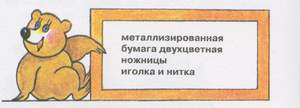 металлизированная
бумага двухцветная
ножницы
иголка и нитка